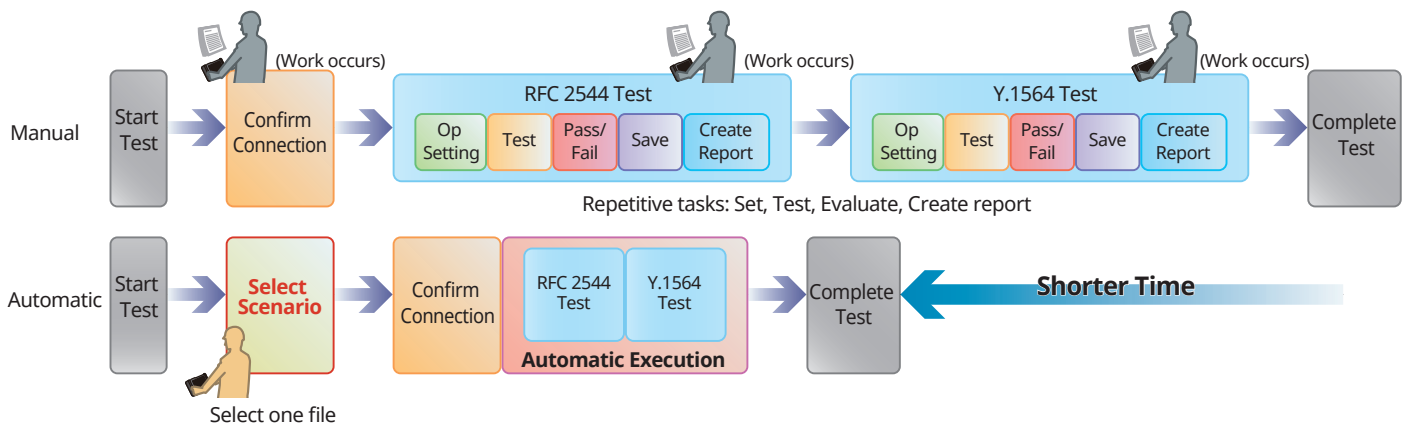 Manual
Start
Test
(Work occurs)
Confirm
Connection
(Work occurs)
RFC 2544 Test
Op
Setting
Test
Pass/
Fail
Save
Create
Report
(Work occurs)
Y.1564 Test
Op
Setting
Test
Pass/
Fail
Save
Create
Report
Complete
Test
Repetitive tasks: Set, Test, Evaluate, Create report
Automatic
Start
Test
Select
Scenario
Select one file
Confirm
Connection
RFC 2544
Test
Y.1564
Test
Automatic Execution
Complete
Test
Shorter Time